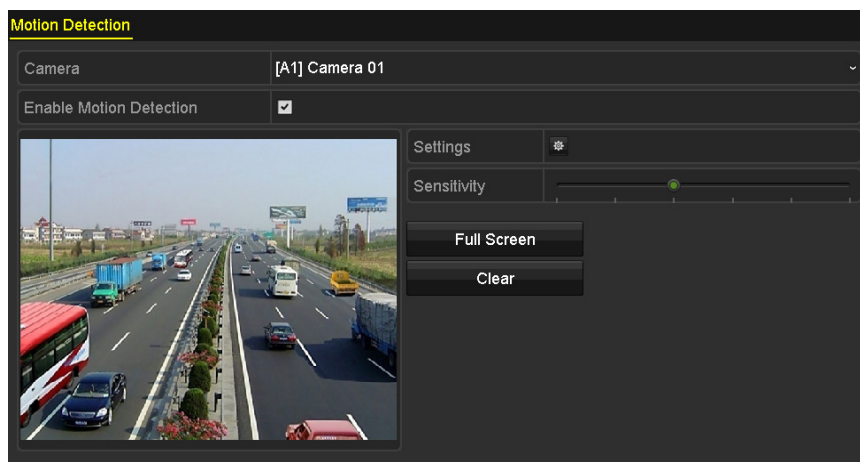 Motion Detection
Camera
[A1] Camera 01
Enable Motion Detection
Settings
Sensitivity
Full Screen
Clear